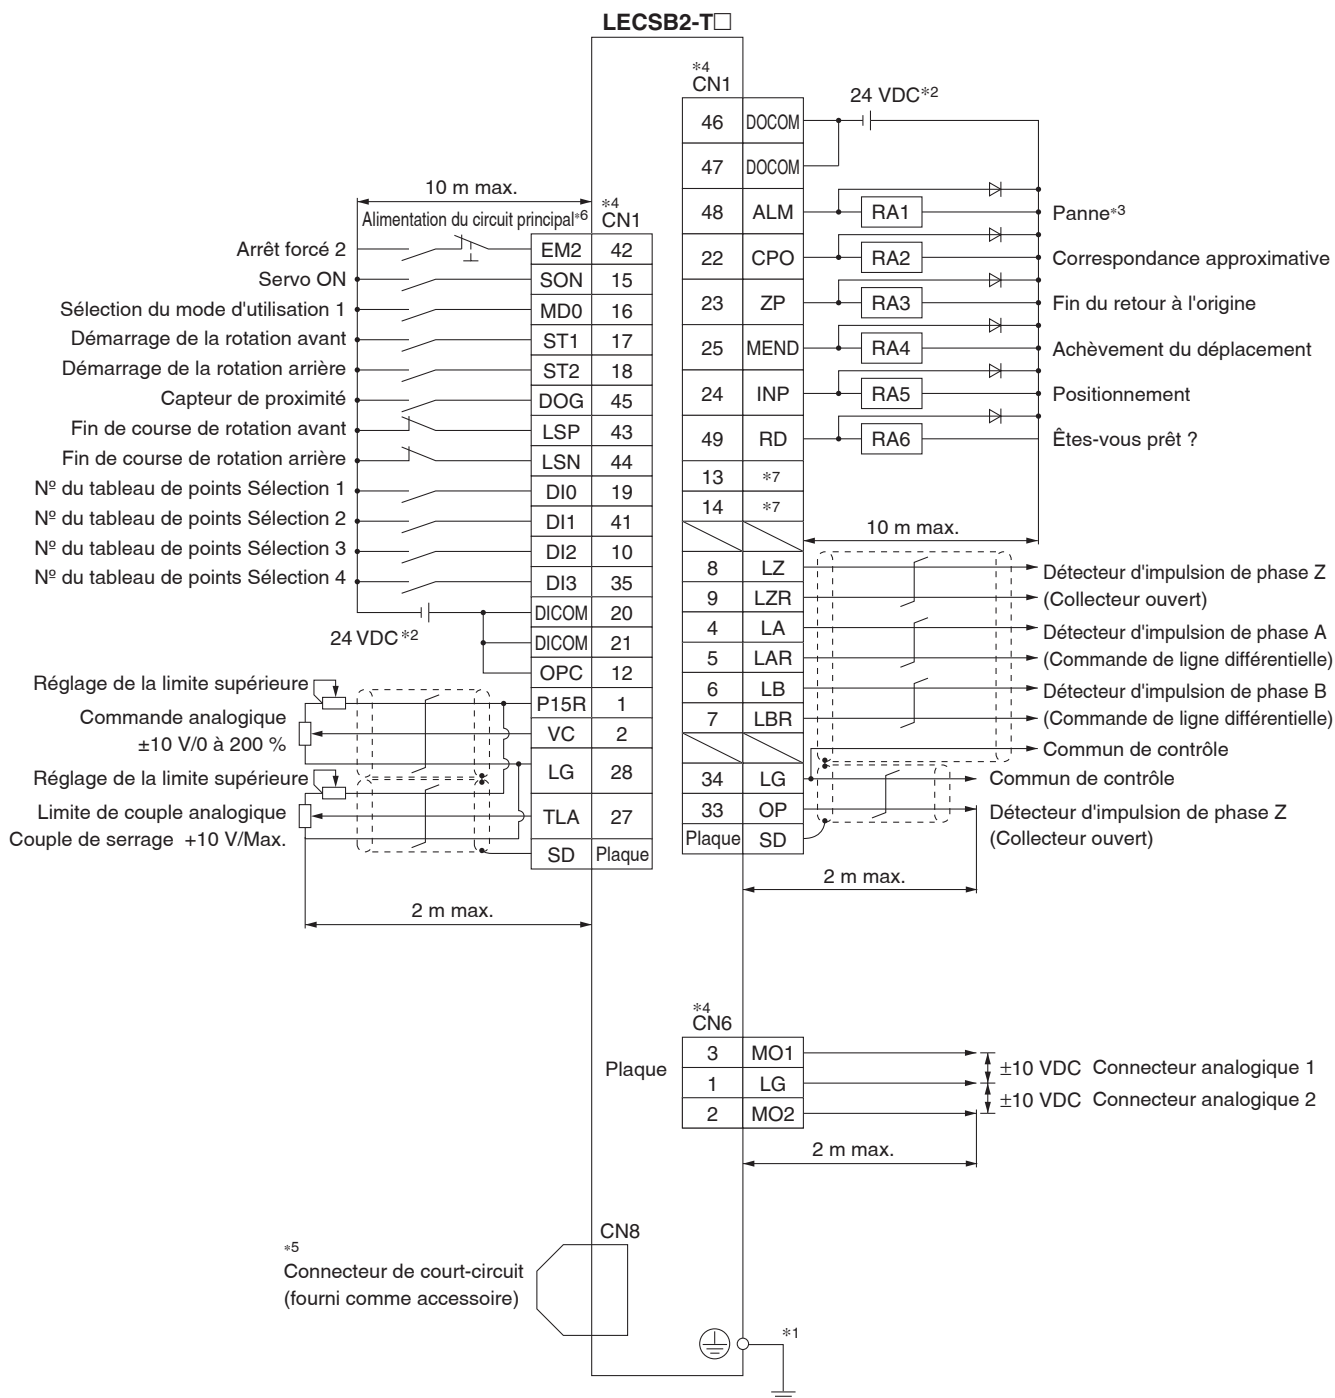 LECSB2-T□
*4
CN1
24 VDC*2
46 DOCOM
47 DOCOM
48 ALM RA1 Panne*3
22 CPO RA2 Correspondance approximative
23 ZP RA3 Fin du retour à l'origine
25 MEND RA4 Achèvement du déplacement
24 INP RA5 Positionnement
49 RD RA6 Êtes-vous prêt ?
13 *7
14 *7
10 m max.
8 LZ Détecteur d'impulsion de phase Z
9 LZR (Collecteur ouvert)
4 LA Détecteur d'impulsion de phase A
5 LAR (Commande de ligne différentielle)
6 LB Détecteur d'impulsion de phase B
7 LBR (Commande de ligne différentielle)
Commun de contrôle
34 LG Commun de contrôle
33 OP Détecteur d'impulsion de phase Z
Plaque SD (Collecteur ouvert)
2 m max.
10 m max.
Alimentation du circuit principal*6
*4
CN1
Arrêt forcé 2 EM2 42
Servo ON SON 15
Sélection du mode d'utilisation 1 MD0 16
Démarrage de la rotation avant ST1 17
Démarrage de la rotation arrière ST2 18
Capteur de proximité DOG 45
Fin de course de rotation avant LSP 43
Fin de course de rotation arrière LSN 44
Nº du tableau de points Sélection 1 DI0 19
Nº du tableau de points Sélection 2 DI1 41
Nº du tableau de points Sélection 3 DI2 10
Nº du tableau de points Sélection 4 DI3 35
DICOM 20
24 VDC*2 DICOM 21
OPC 12
Réglage de la limite supérieure P15R 1
Commande analogique VC 2
±10 V/0 à 200 %
LG 28
Réglage de la limite supérieure
Limite de couple analogique TLA 27
Couple de serrage +10 V/Max.
SD Plaque
2 m max.
*4
CN6
Plaque
3 MO1
±10 VDC Connecteur analogique 1
1 LG
±10 VDC Connecteur analogique 2
2 MO2
2 m max.
CN8
*5
Connecteur de court-circuit
(fourni comme accessoire)
*1